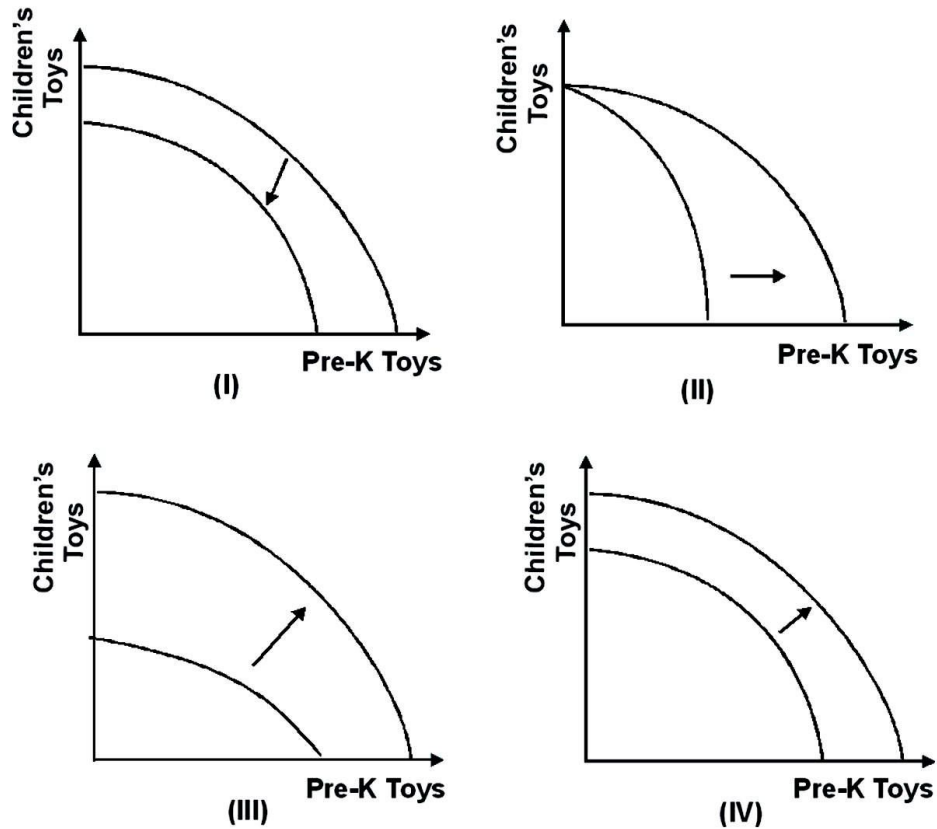 Children's
Toys
Pre-K Toys
(I)
Children's
Toys
Pre-K Toys
(II)
Children's
Toys
Pre-K Toys
(III)
Children's
Toys
Pre-K Toys
(IV)